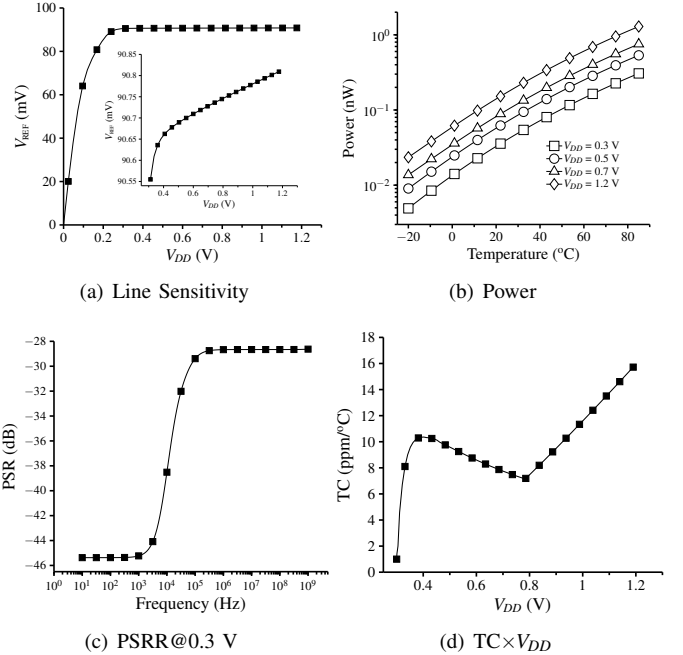 100
80
60
40
20
0
V_REF (mV)
0 0.2 0.4 0.6 0.8 1 1.2
V_DD (V)
90.85
90.8
90.75
90.7
90.65
90.6
90.55
V_REF (mV)
0.4 0.6 0.8 1 1.2
V_DD (V)
(a) Line Sensitivity
10^0
10^−1
10^−2
Power (nW)
V_DD = 0.3 V
V_DD = 0.5 V
V_DD = 0.7 V
V_DD = 1.2 V
−20 0 20 40 60 80
Temperature (°C)
(b) Power
−28
−30
−32
−34
−36
−38
−40
−42
−44
−46
PSR (dB)
10^0 10^1 10^2 10^3 10^4 10^5 10^6 10^7 10^8 10^9
Frequency (Hz)
(c) PSRR@0.3 V
18
16
14
12
10
8
6
4
2
0
TC (ppm/°C)
0.4 0.6 0.8 1 1.2
V_DD (V)
(d) TC×V_DD